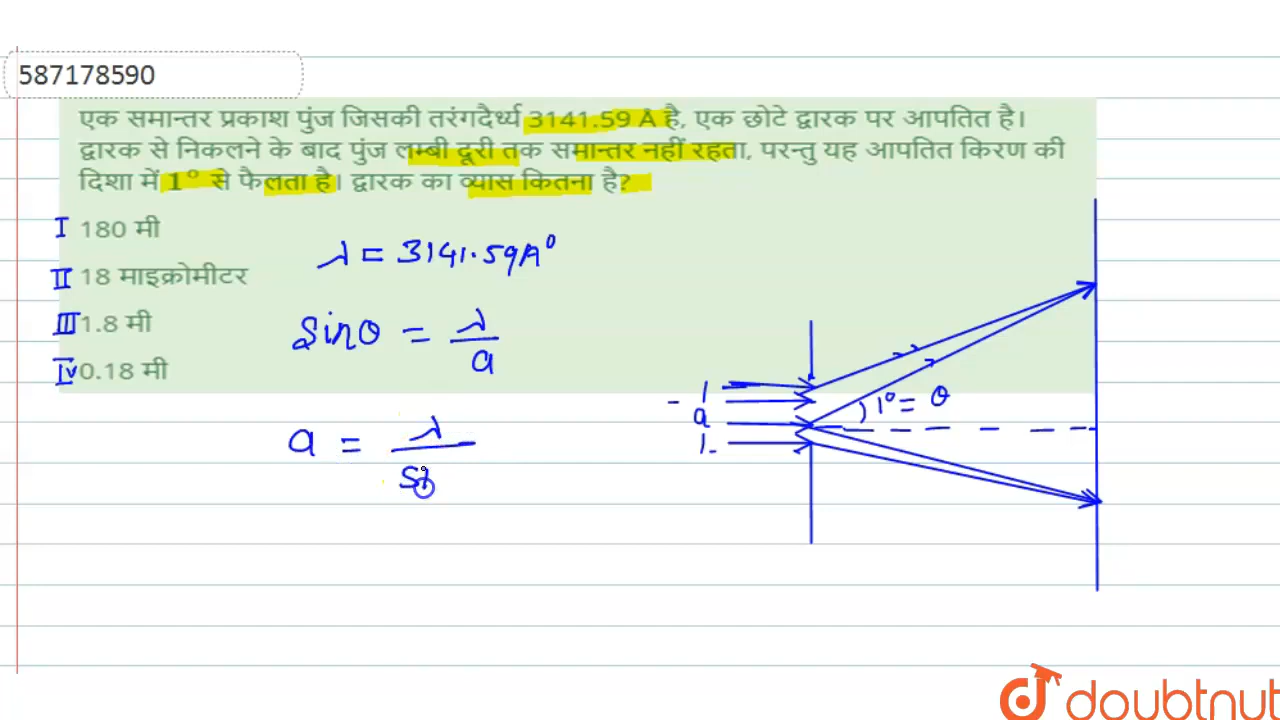 587178590
एक समान्तर प्रकाश पुंज जिसकी तरंगदैर्ध्य 3141.59 A है, एक छोटे द्वारक पर आपतित है।
द्वारक से निकलने के बाद पुंज लम्बी दूरी तक समान्तर नहीं रहता, परन्तु यह आपतित किरण की
दिशा में 1° से फैलता है। द्वारक का व्यास कितना है?
I 180 मी
II 18 माइक्रोमीटर
III 1.8 मी
IV 0.18 मी
λ = 3141.59A°
Sinθ = λ/a
a = λ/Si
a
1° = θ
doubtnut